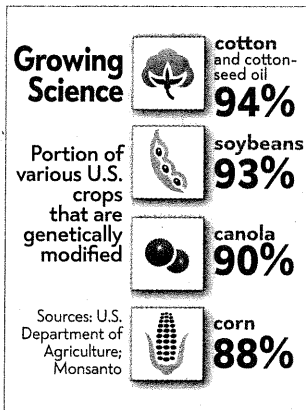 Growing
Science
Portion of
various U.S.
crops
that are
genetically
modified
Sources: U.S.
Department of
Agriculture;
Monsanto
cotton
and cotton-
seed oil
94%
soybeans
93%
canola
90%
corn
88%